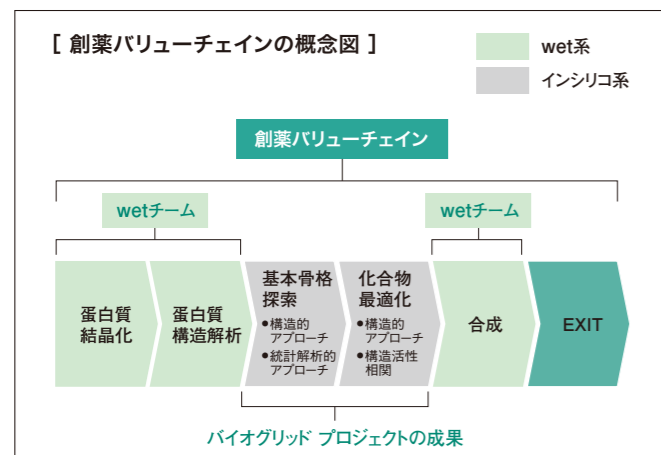 [ 創薬バリューチェインの概念図 ]
wet系
インシリコ系
創薬バリューチェイン
wetチーム
wetチーム
蛋白質
結晶化
蛋白質
構造解析
基本骨格
探索
●構造的
アプローチ
●統計解析的
アプローチ
化合物
最適化
●構造的
アプローチ
●構造活性
相関
合成
EXIT
バイオグリッド プロジェクトの成果